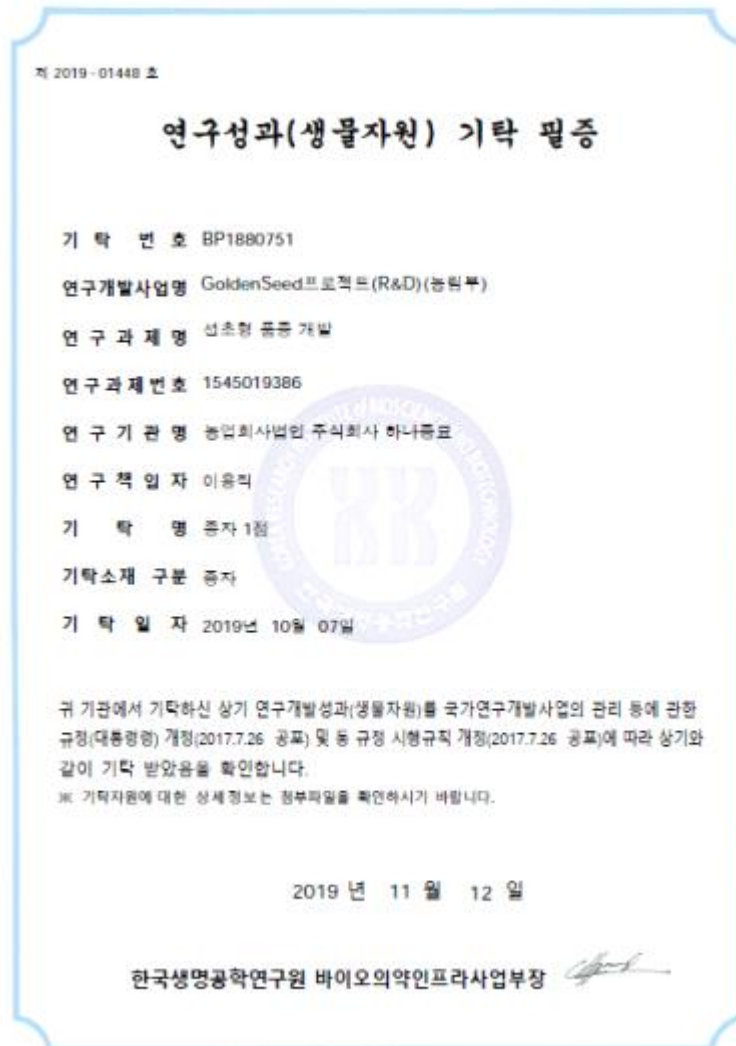 제 2019 - 01448 호
연구성과(생물자원) 기탁 필증
기 탁 번 호 BP1880751
연구개발사업명 GoldenSeed프로젝트(R&D)(농림부)
연 구 과 제 명 섭초형 품종 개발
연구과제번호 1545019386
연 구 기 관 명 농업회사법인 주식회사 하나종묘
연 구 책 임 자 이용직
기 탁 명 종자 1점
기탁소재 구분 종자
기 탁 일 자 2019년 10월 07일
귀 기관에서 기탁하신 상기 연구개발성과(생물자원)를 국가연구개발사업의 관리 등에 관한
규정(대통령령) 개정(2017.7.26 공포) 및 동 규정 시행규칙 개정(2017.7.26 공포)에 따라 상기와
같이 기탁 받았음을 확인합니다.
※ 기탁자원에 대한 상세정보는 첨부파일을 확인하시기 바랍니다.
2019 년 11 월 12 일
한국생명공학연구원 바이오의약인프라사업부장